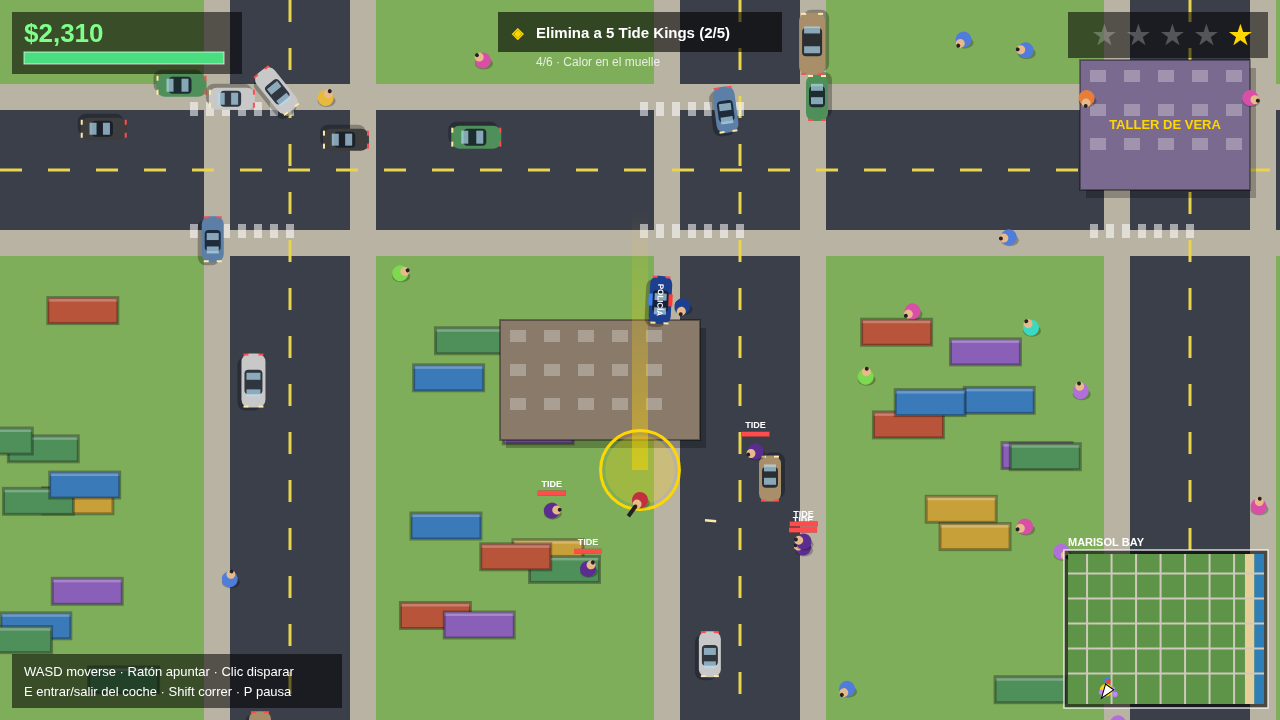 $2,310
Elimina a 5 Tide Kings (2/5)
4/6 · Calor en el muelle
TALLER DE VERA
POLICIA
TIDE
TIDE
TIDE
TIDE
TIDE
MARISOL BAY
WASD moverse · Ratón apuntar · Clic disparar
E entrar/salir del coche · Shift correr · P pausa